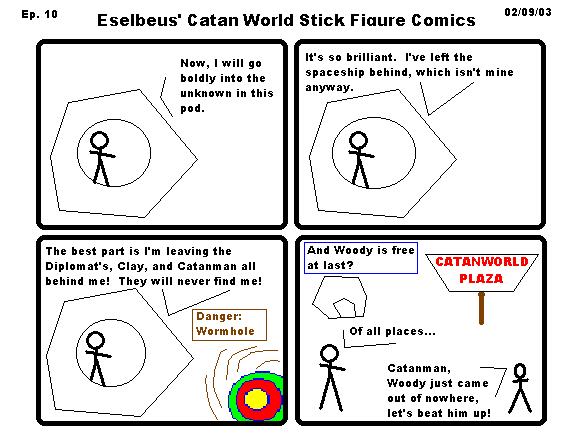 Ep. 10
Eselbeus' Catan World Stick Figure Comics
02/09/03
Now, I will go
boldly into the
unknown in this
pod.
It's so brilliant. I've left the
spaceship behind, which isn't mine
anyway.
The best part is I'm leaving the
Diplomat's, Clay, and Catanman all
behind me! They will never find me!
Danger:
Wormhole
And Woody is free
at last?
CATANWORLD
PLAZA
Of all places...
Catanman,
Woody just came
out of nowhere,
let's beat him up!